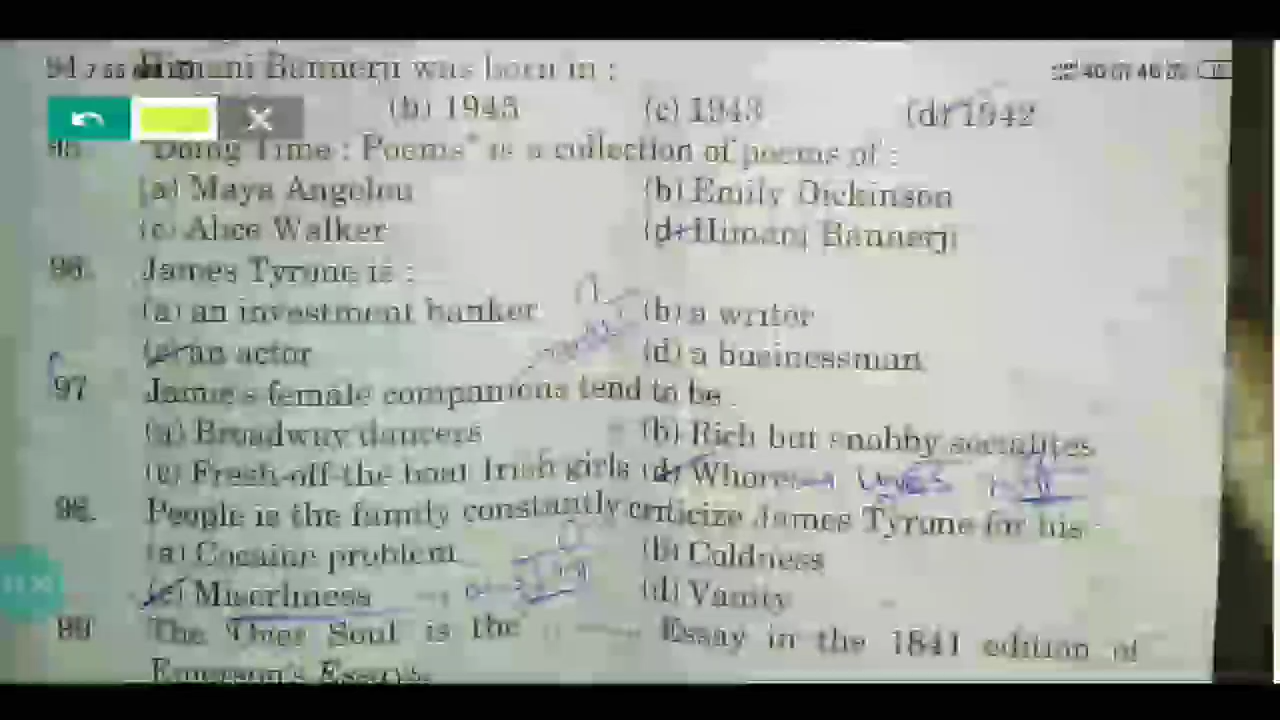 94 Himani Bannerji was born in :
(b) 1945 (c) 1943 (d) 1942
95. "Doing Time : Poems" is a collection of poems of :
(a) Maya Angelou (b) Emily Dickinson
(c) Alice Walker (d) Himani Bannerji
96. James Tyrone is :
(a) an investment banker (b) a writer
(c) an actor (d) a businessman
97 James female companions tend to be
(a) Broadway dancers (b) Rich but snobby socialites
(c) Fresh-off-the boat Irish girls (d) Whores
98. People in the family constantly criticize James Tyrone for his
(a) Cocaine problem (b) Coldness
(c) Miserliness (d) Vanity
99 The Over Soul is the Essay in the 1841 edition of
Emerson's Essays.